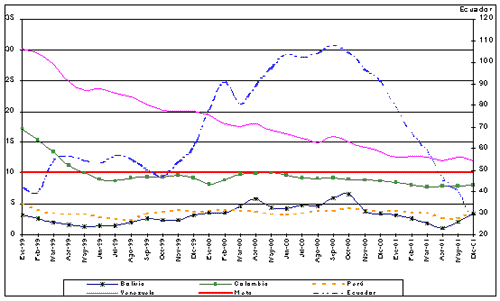 Ecuador
35
30
25
20
15
10
5
0
120
110
100
90
80
70
60
50
40
30
20
Ene-99
Feb-99
Mar-99
Abr-99
May-99
Jun-99
Jul-99
Ago-99
Sep-99
Oct-99
Nov-99
Dic-99
Ene-00
Feb-00
Mar-00
Abr-00
May-00
Jun-00
Jul-00
Ago-00
Sep-00
Oct-00
Nov-00
Dic-00
Ene-01
Feb-01
Mar-01
Abr-01
May-01
Dic-01
Bolivia
Colombia
Perú
Venezuela
Meta
Ecuador